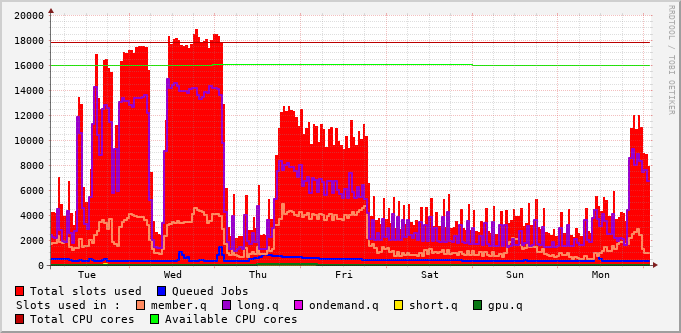 20000
18000
16000
14000
12000
10000
8000
6000
4000
2000
0
Tue Wed Thu Fri Sat Sun Mon
RRDTOOL / TOBI OETIKER
Total slots used Queued Jobs
Slots used in : member.q long.q ondemand.q short.q gpu.q
Total CPU cores Available CPU cores